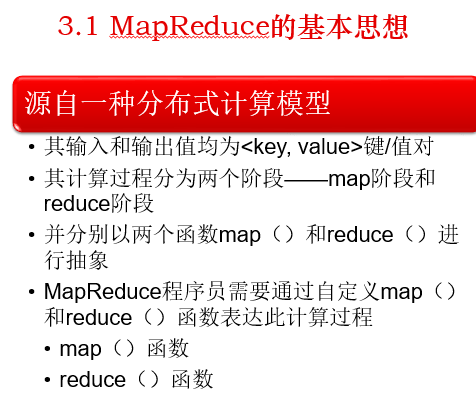 3.1 MapReduce的基本思想
源自一种分布式计算模型
• 其输入和输出值均为<key, value>键/值对
• 其计算过程分为两个阶段——map阶段和
reduce阶段
• 并分别以两个函数map（）和reduce（）进
行抽象
• MapReduce程序员需要通过自定义map（）
和reduce（）函数表达此计算过程
• map（）函数
• reduce（）函数